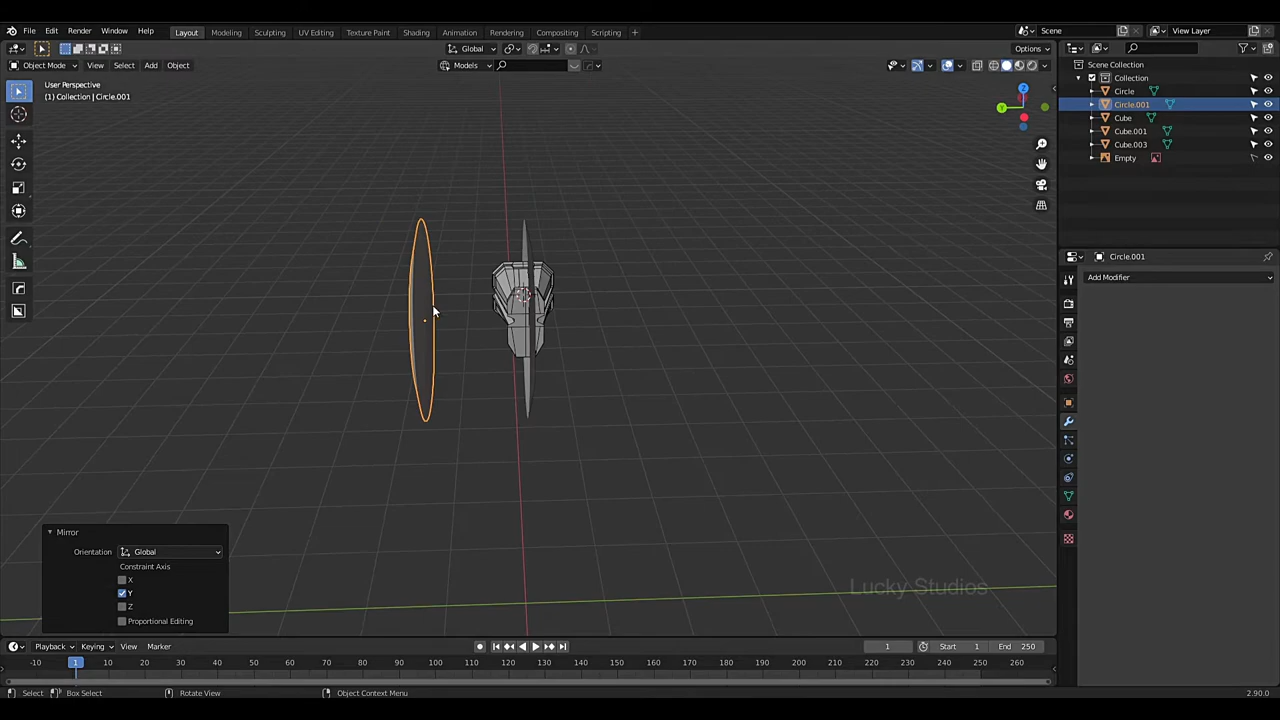 File Edit Render Window Help Layout Modeling Sculpting UV Editing Texture Paint Shading Animation Rendering Compositing Scripting + Scene View Layer
Global Options
Object Mode View Select Add Object Models
User Perspective
(1) Collection | Circle.001
Z
Y
Scene Collection
Collection
Circle
Circle.001
Cube
Cube.001
Cube.003
Empty
Circle.001
Add Modifier
Mirror
Orientation Global
Constraint Axis
X
Y
Z
Proportional Editing
Lucky Studios
Playback Keying View Marker 1 Start 1 End 250
-10 1 10 20 30 40 50 60 70 80 90 100 110 120 130 140 150 160 170 180 190 200 210 220 230 240 250 260
Select Box Select Rotate View Object Context Menu 2.90.0